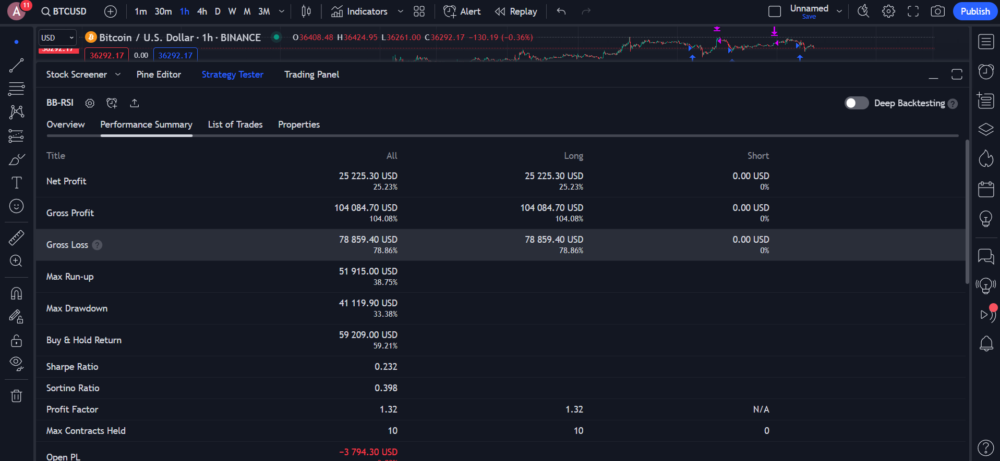 A 11 BTCUSD 1m 30m 1h 4h D W M 3M Indicators Alert Replay Unnamed Save Publish
USD Bitcoin / U.S. Dollar · 1h · BINANCE O36408.48 H36424.95 L36261.00 C36292.17 −130.19 (−0.36%)
36292.17 36292.17 0.00 36292.17
Stock Screener Pine Editor Strategy Tester Trading Panel
BB-RSI Deep Backtesting ?
Overview Performance Summary List of Trades Properties
Title All Long Short
Net Profit 25 225.30 USD 25 225.30 USD 0.00 USD
25.23% 25.23% 0%
Gross Profit 104 084.70 USD 104 084.70 USD 0.00 USD
104.08% 104.08% 0%
Gross Loss ? 78 859.40 USD 78 859.40 USD 0.00 USD
78.86% 78.86% 0%
Max Run-up 51 915.00 USD
38.75%
Max Drawdown 41 119.90 USD
33.38%
Buy & Hold Return 59 209.00 USD
59.21%
Sharpe Ratio 0.232
Sortino Ratio 0.398
Profit Factor 1.32 1.32 N/A
Max Contracts Held 10 10 0
Open PL −3 794.30 USD